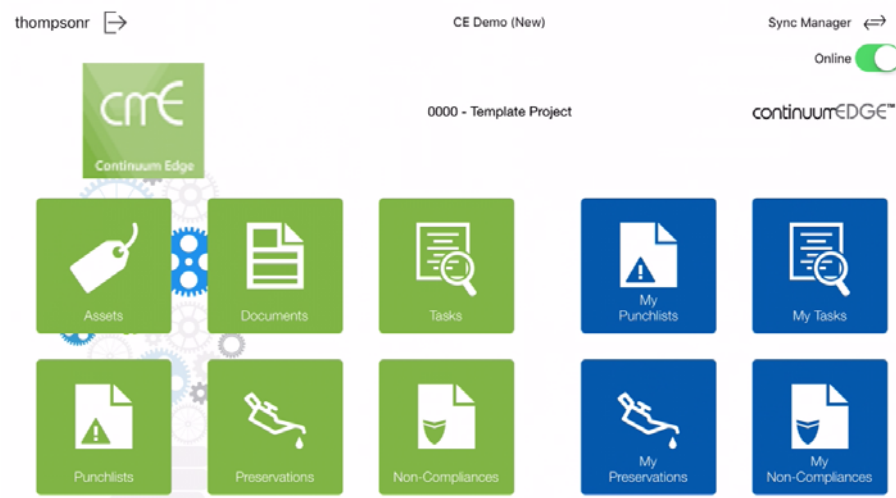 thompsonr
CE Demo (New)
Sync Manager
Online
cmE
Continuum Edge
0000 - Template Project
continuumEDGE™
Assets
Documents
Tasks
My
Punchlists
My Tasks
Punchlists
Preservations
Non-Compliances
My
Preservations
My
Non-Compliances